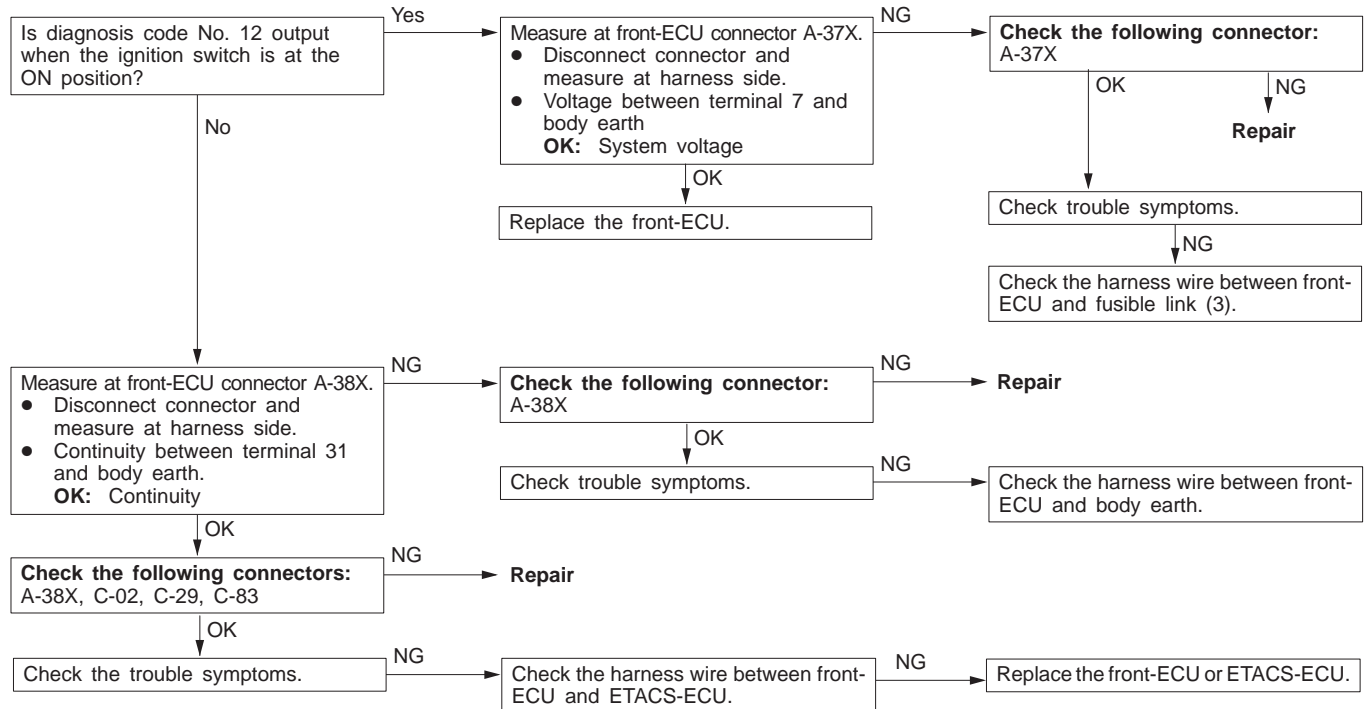 Is diagnosis code No. 12 output
when the ignition switch is at the
ON position?
Yes
Measure at front-ECU connector A-37X.
● Disconnect connector and
measure at harness side.
● Voltage between terminal 7 and
body earth
OK: System voltage
NG
Check the following connector:
A-37X
OK
NG
Repair
No
OK
Replace the front-ECU.
Check trouble symptoms.
NG
Check the harness wire between front-
ECU and fusible link (3).
Measure at front-ECU connector A-38X.
● Disconnect connector and
measure at harness side.
● Continuity between terminal 31
and body earth.
OK: Continuity
NG
Check the following connector:
A-38X
NG
Repair
OK
Check trouble symptoms.
NG
Check the harness wire between front-
ECU and body earth.
OK
Check the following connectors:
A-38X, C-02, C-29, C-83
NG
Repair
OK
Check the trouble symptoms.
NG
Check the harness wire between front-
ECU and ETACS-ECU.
NG
Replace the front-ECU or ETACS-ECU.